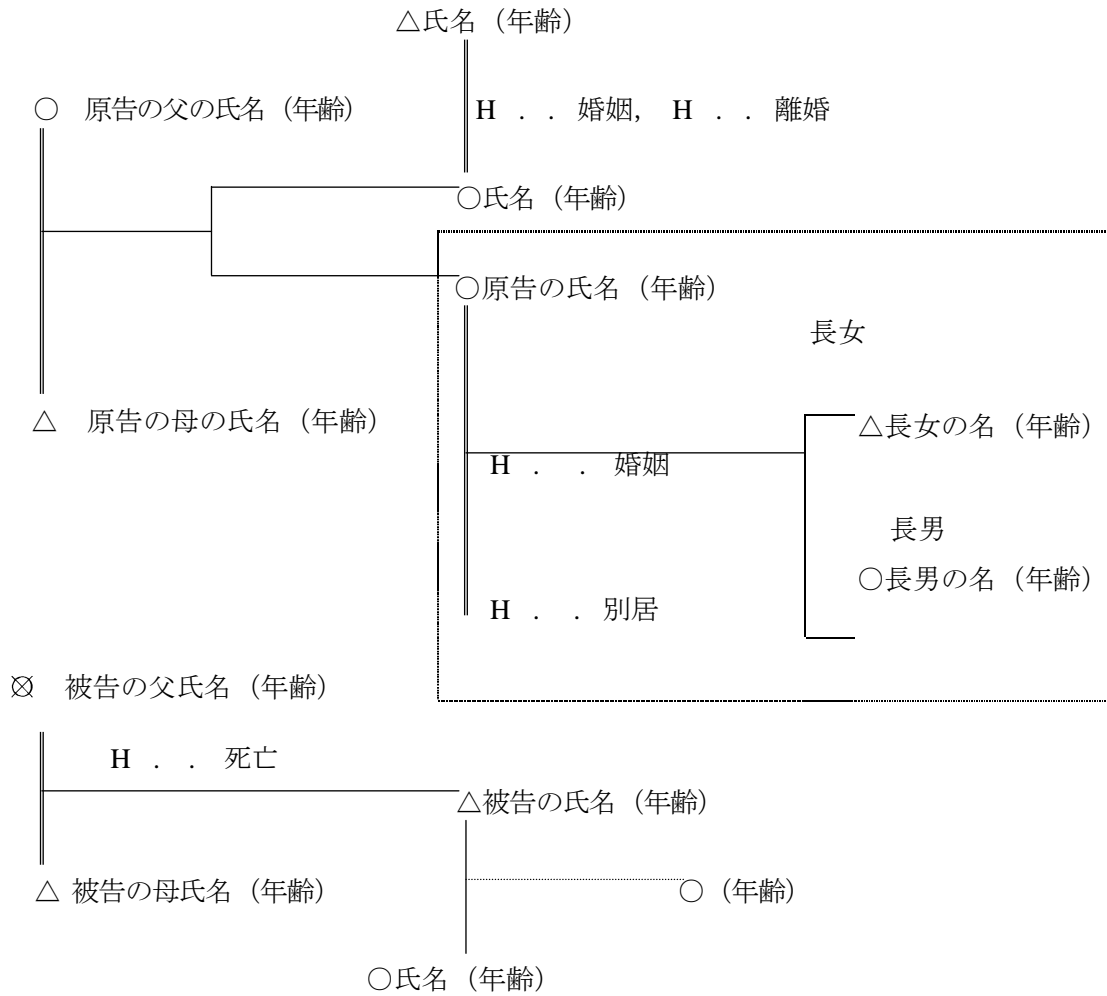 △氏名（年齢）
○　原告の父の氏名（年齢）
H　．．婚姻，H　．．離婚
○氏名（年齢）
○原告の氏名（年齢）
長女
△　原告の母の氏名（年齢）
△長女の名（年齢）
H　．　．　婚姻
長男
○長男の名（年齢）
H　．　．別居
⦻　被告の父氏名（年齢）
H　．　．　死亡
△被告の氏名（年齢）
△ 被告の母氏名（年齢）
○（年齢）
○氏名（年齢）